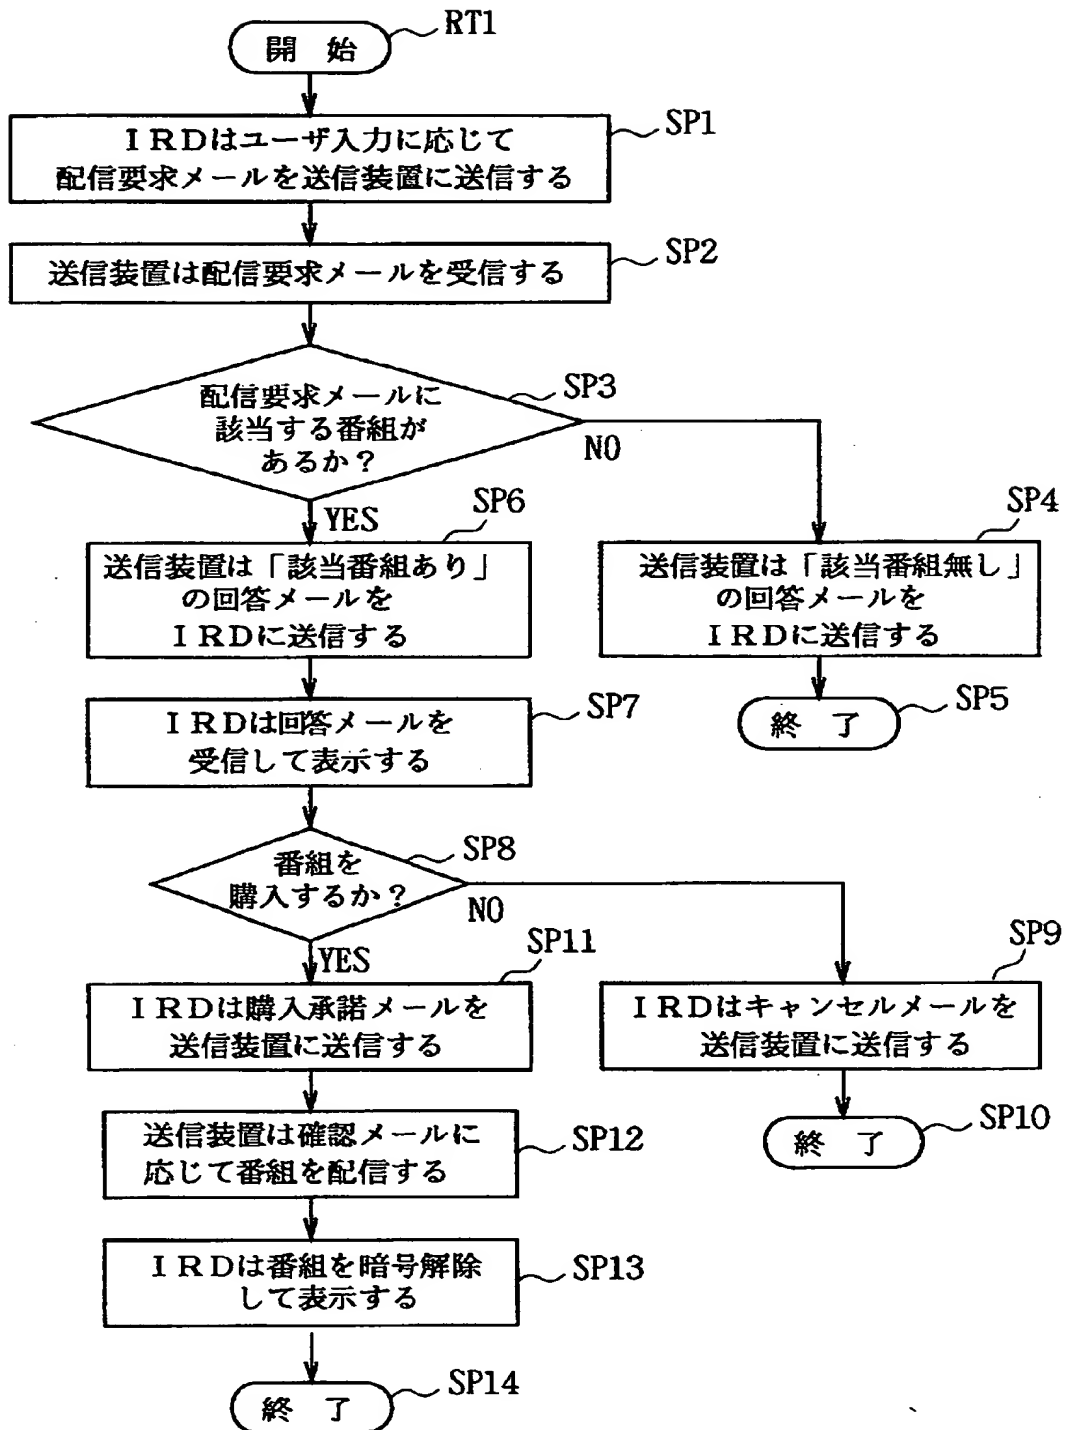 RT1
開 始
SP1
IRDはユーザ入力に応じて
配信要求メールを送信装置に送信する
SP2
送信装置は配信要求メールを受信する
SP3
配信要求メールに
該当する番組が
あるか?
NO
YES
SP6
送信装置は「該当番組あり」
の回答メールを
IRDに送信する
SP4
送信装置は「該当番組無し」
の回答メールを
IRDに送信する
SP7
IRDは回答メールを
受信して表示する
SP5
終 了
SP8
番組を
購入するか?
NO
YES
SP11
IRDは購入承諾メールを
送信装置に送信する
SP9
IRDはキャンセルメールを
送信装置に送信する
SP12
送信装置は確認メールに
応じて番組を配信する
SP10
終 了
SP13
IRDは番組を暗号解除
して表示する
SP14
終 了